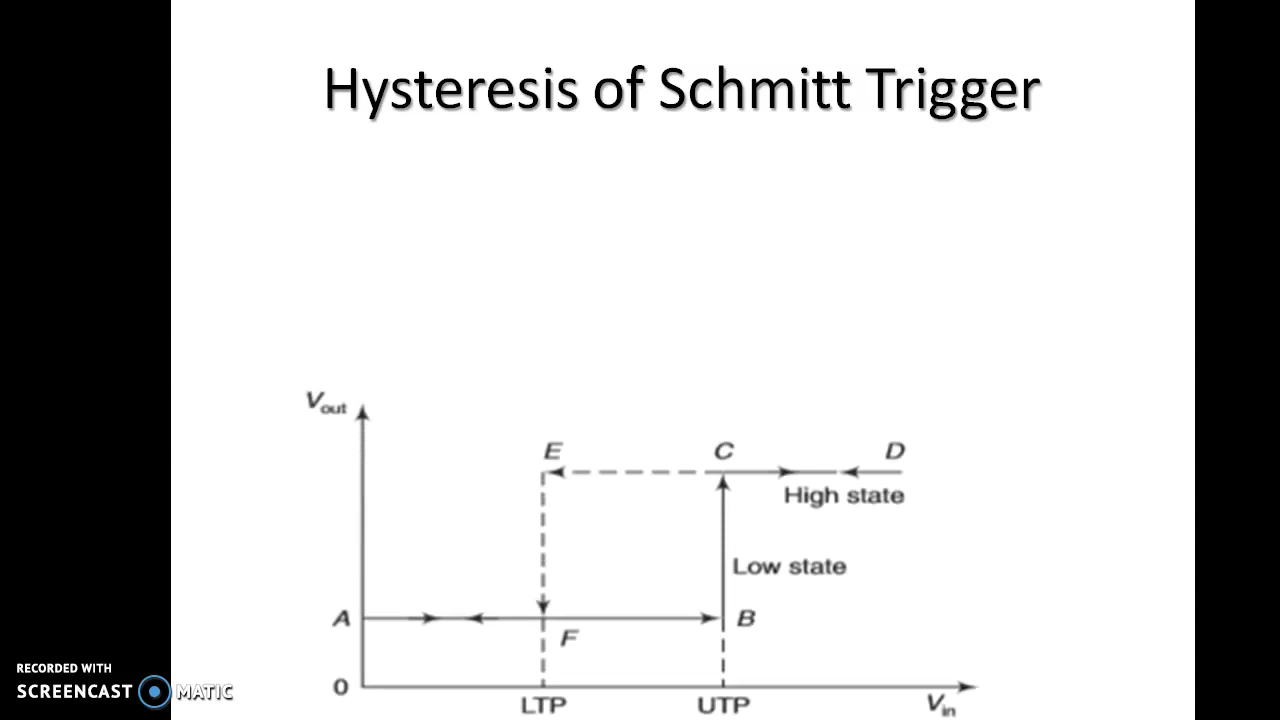 Hysteresis of Schmitt Trigger
Vout
E C D
High state
Low state
A B
F
0
LTP UTP Vin
RECORDED WITH
SCREENCAST MATIC